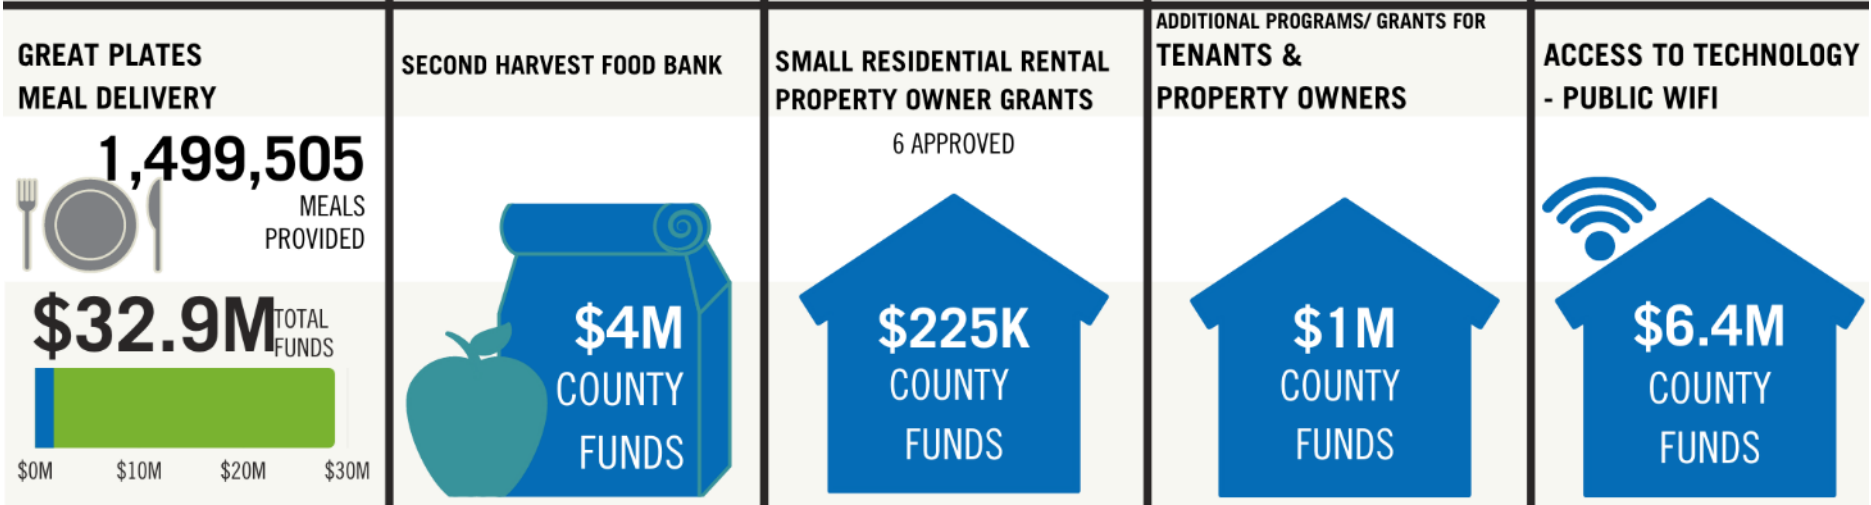 GREAT PLATES
MEAL DELIVERY
1,499,505
MEALS
PROVIDED
$32.9M TOTAL
FUNDS
$0M $10M $20M $30M
SECOND HARVEST FOOD BANK
$4M
COUNTY
FUNDS
SMALL RESIDENTIAL RENTAL
PROPERTY OWNER GRANTS
6 APPROVED
$225K
COUNTY
FUNDS
ADDITIONAL PROGRAMS/ GRANTS FOR
TENANTS &
PROPERTY OWNERS
$1M
COUNTY
FUNDS
ACCESS TO TECHNOLOGY
- PUBLIC WIFI
$6.4M
COUNTY
FUNDS